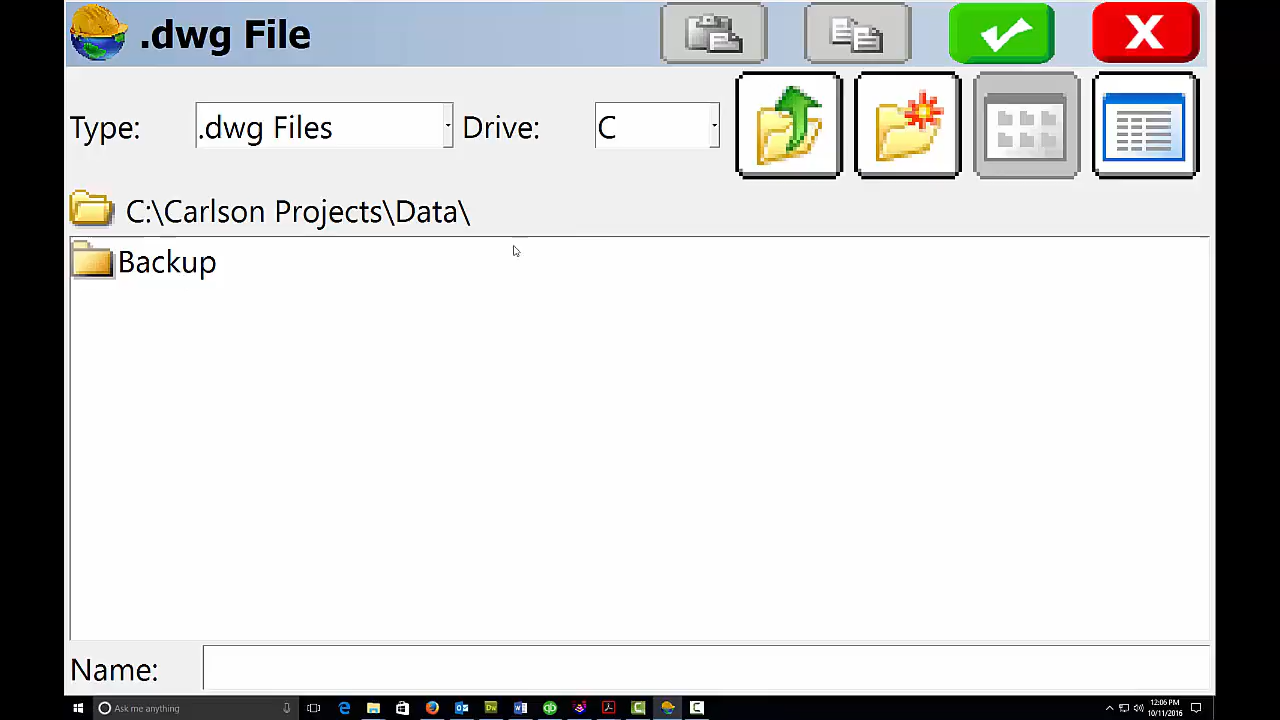 .dwg File
Type: .dwg Files Drive: C
C:\Carlson Projects\Data\
Backup
Name:
Ask me anything
12:06 PM
10/11/2016